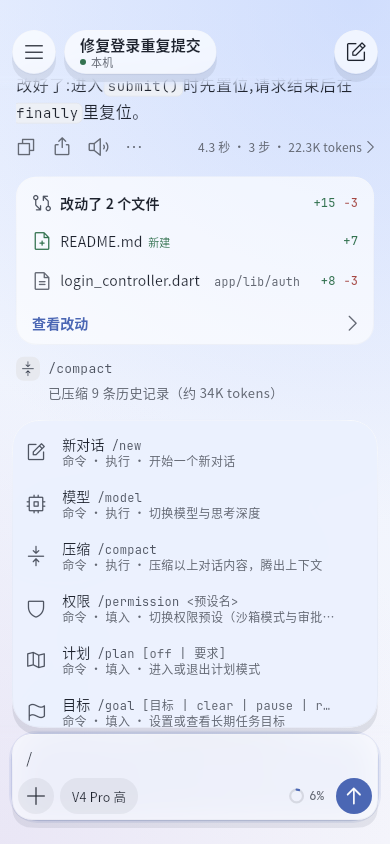 修复登录重复提交
本机
改好了:进入 submit() 时先置位,请求结束后在
finally 里复位。
4.3 秒 · 3 步 · 22.3K tokens
改动了 2 个文件 +15 -3
README.md 新建 +7
login_controller.dart app/lib/auth +8 -3
查看改动
/compact
已压缩 9 条历史记录（约 34K tokens）
新对话 /new
命令 · 执行 · 开始一个新对话
模型 /model
命令 · 执行 · 切换模型与思考深度
压缩 /compact
命令 · 执行 · 压缩以上对话内容，腾出上下文
权限 /permission <预设名>
命令 · 填入 · 切换权限预设（沙箱模式与审批…
计划 /plan [off | 要求]
命令 · 填入 · 进入或退出计划模式
目标 /goal [目标 | clear | pause | r…
命令 · 填入 · 设置或查看长期任务目标
/
V4 Pro 高 6%